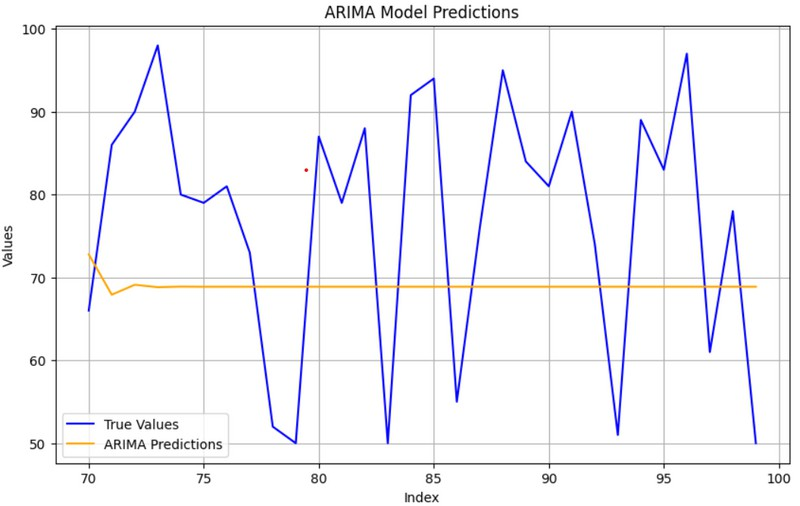 ARIMA Model Predictions
100
90
80
70
60
50
Values
True Values
ARIMA Predictions
70 75 80 85 90 95 100
Index